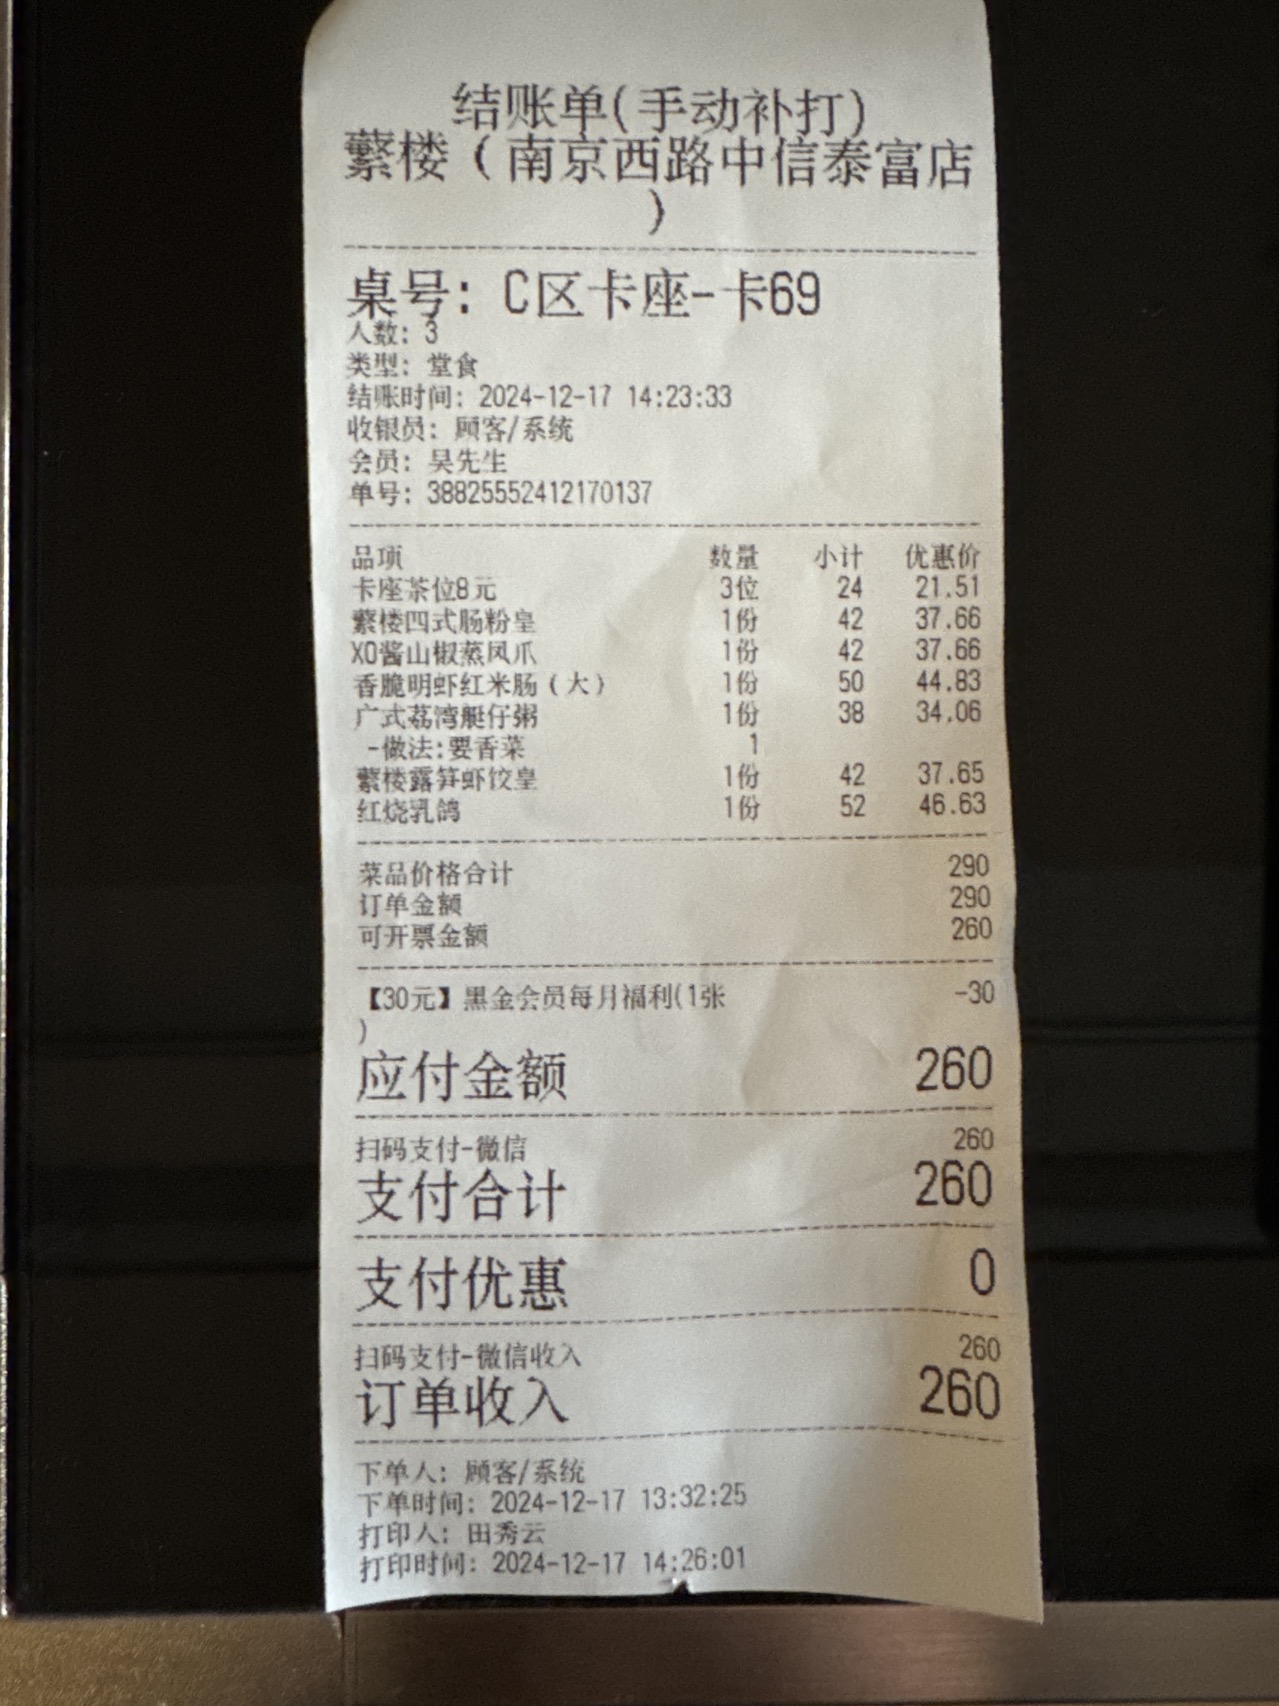 结账单(手动补打)
蘩楼（南京西路中信泰富店
）
桌号: C区卡座-卡69
人数: 3
类型: 堂食
结账时间: 2024-12-17 14:23:33
收银员: 顾客/系统
会员: 吴先生
单号: 38825552412170137
品项 数量 小计 优惠价
卡座茶位8元 3位 24 21.51
蘩楼四式肠粉皇 1份 42 37.66
XO酱山椒蒸凤爪 1份 42 37.66
香脆明虾红米肠（大） 1份 50 44.83
广式荔湾艇仔粥 1份 38 34.06
-做法:要香菜 1
蘩楼露笋虾饺皇 1份 42 37.65
红烧乳鸽 1份 52 46.63
菜品价格合计 290
订单金额 290
可开票金额 260
【30元】黑金会员每月福利(1张 -30
)
应付金额 260
扫码支付-微信 260
支付合计 260
支付优惠 0
扫码支付-微信收入 260
订单收入 260
下单人: 顾客/系统
下单时间: 2024-12-17 13:32:25
打印人: 田秀云
打印时间: 2024-12-17 14:26:01